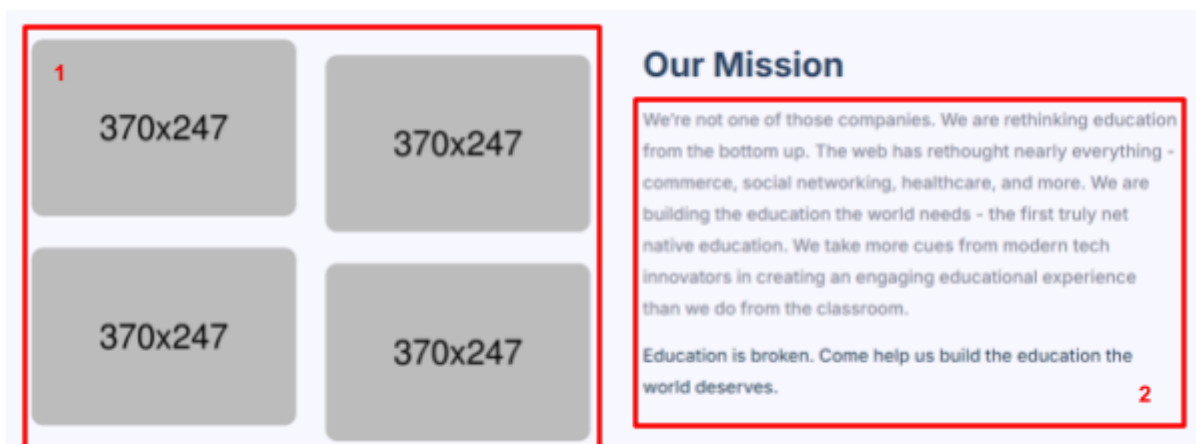 1
370x247
370x247
370x247
370x247
Our Mission
We're not one of those companies. We are rethinking education
from the bottom up. The web has rethought nearly everything -
commerce, social networking, healthcare, and more. We are
building the education the world needs - the first truly net
native education. We take more cues from modern tech
innovators in creating an engaging educational experience
than we do from the classroom.
Education is broken. Come help us build the education the
world deserves.
2